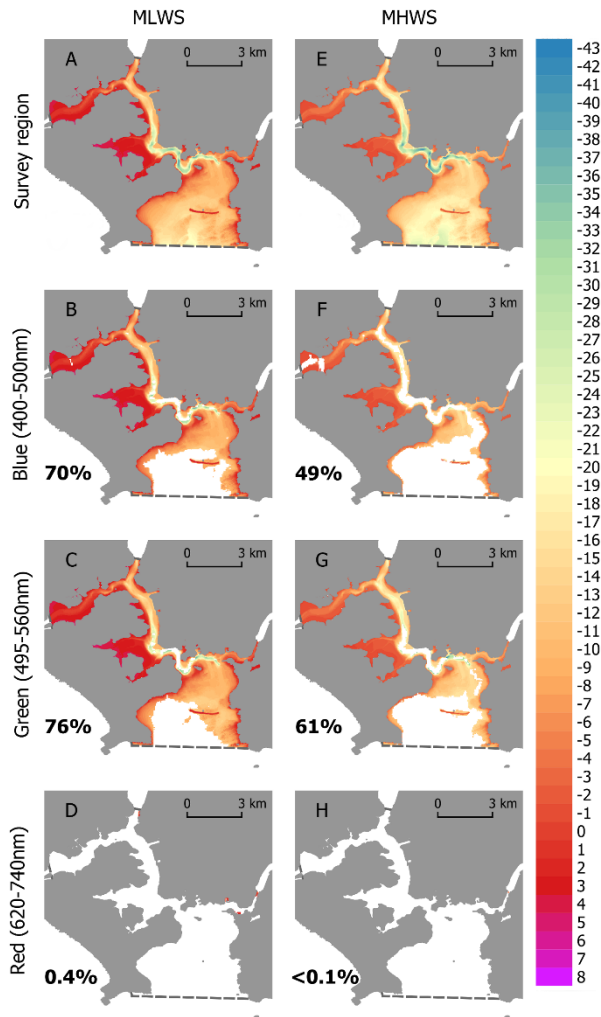 MLWS
MHWS
Survey region
A
0 3 km
E
0 3 km
Blue (400-500nm)
B
0 3 km
70%
F
0 3 km
49%
Green (495-560nm)
C
0 3 km
76%
G
0 3 km
61%
Red (620-740nm)
D
0 3 km
0.4%
H
0 3 km
<0.1%
-43
-42
-41
-40
-39
-38
-37
-36
-35
-34
-33
-32
-31
-30
-29
-28
-27
-26
-25
-24
-23
-22
-21
-20
-19
-18
-17
-16
-15
-14
-13
-12
-11
-10
-9
-8
-7
-6
-5
-4
-3
-2
-1
0
1
2
3
4
5
6
7
8